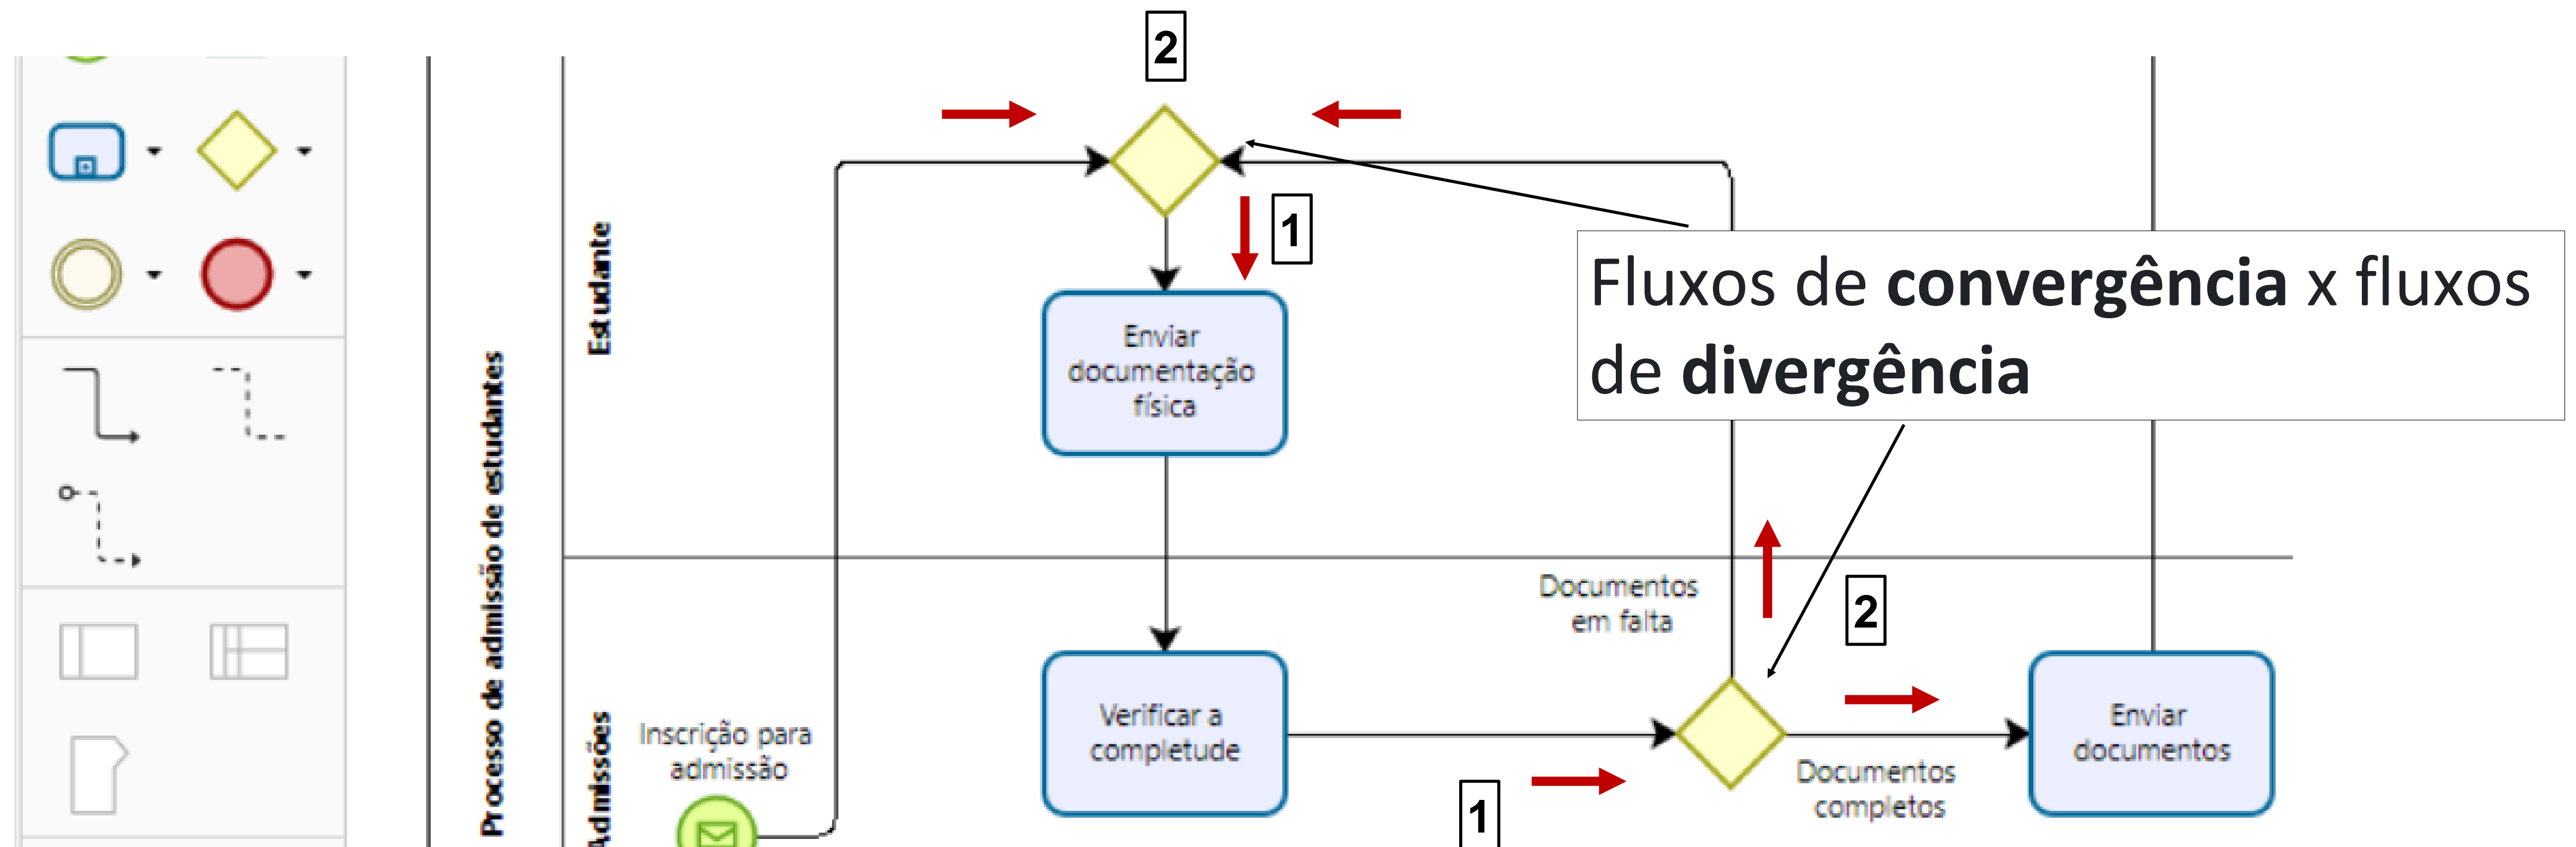 2
1
Fluxos de convergência x fluxos
de divergência
Estudante
Processo de admissão de estudantes
Enviar
documentação
física
Documentos
em falta
2
Admissões
Inscrição para
admissão
Verificar a
completude
1
Documentos
completos
Enviar
documentos